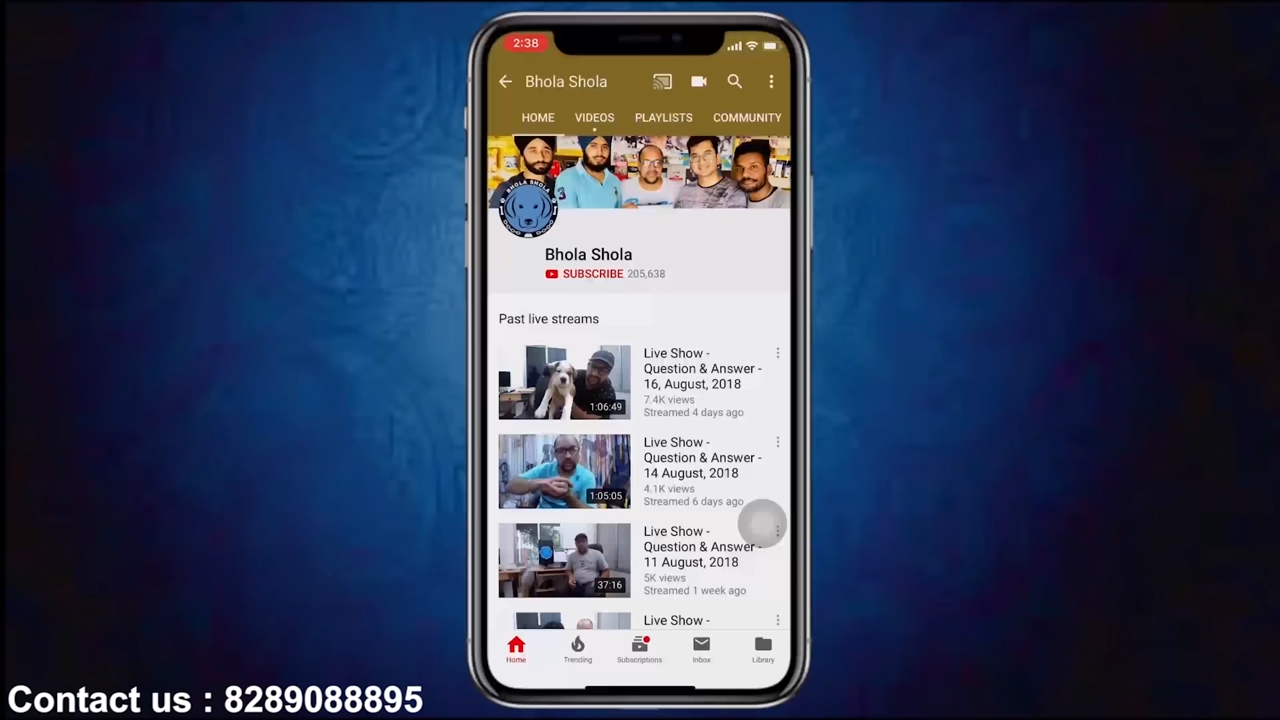 2:38
Bhola Shola
HOME VIDEOS PLAYLISTS COMMUNITY
BHOLA SHOLA
Bhola Shola
SUBSCRIBE 205,638
Past live streams
Live Show -
Question & Answer -
16, August, 2018
7.4K views
Streamed 4 days ago
1:06:49
Live Show -
Question & Answer -
14 August, 2018
4.1K views
Streamed 6 days ago
1:05:05
Live Show -
Question & Answer -
11 August, 2018
5K views
Streamed 1 week ago
37:16
Live Show -
Home Trending Subscriptions Inbox Library
Contact us : 8289088895